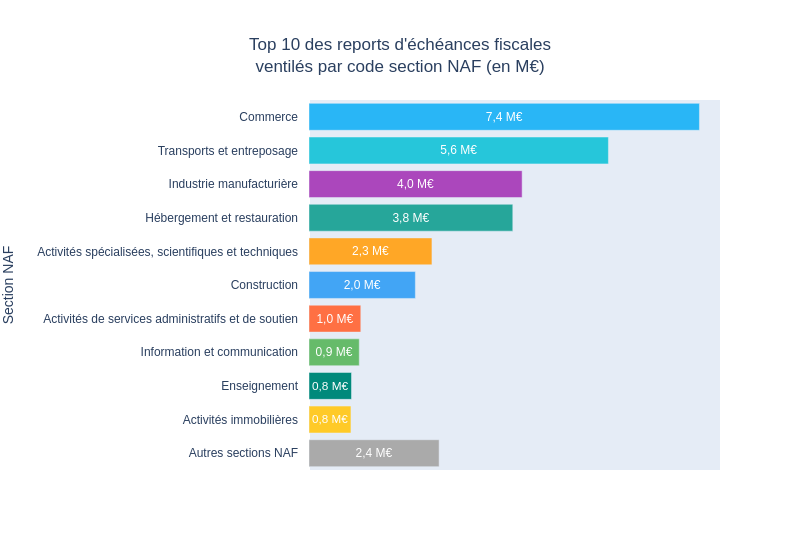 Top 10 des reports d'échéances fiscales
ventilés par code section NAF (en M€)
Section NAF
Commerce 7,4 M€
Transports et entreposage 5,6 M€
Industrie manufacturière 4,0 M€
Hébergement et restauration 3,8 M€
Activités spécialisées, scientifiques et techniques 2,3 M€
Construction 2,0 M€
Activités de services administratifs et de soutien 1,0 M€
Information et communication 0,9 M€
Enseignement 0,8 M€
Activités immobilières 0,8 M€
Autres sections NAF 2,4 M€